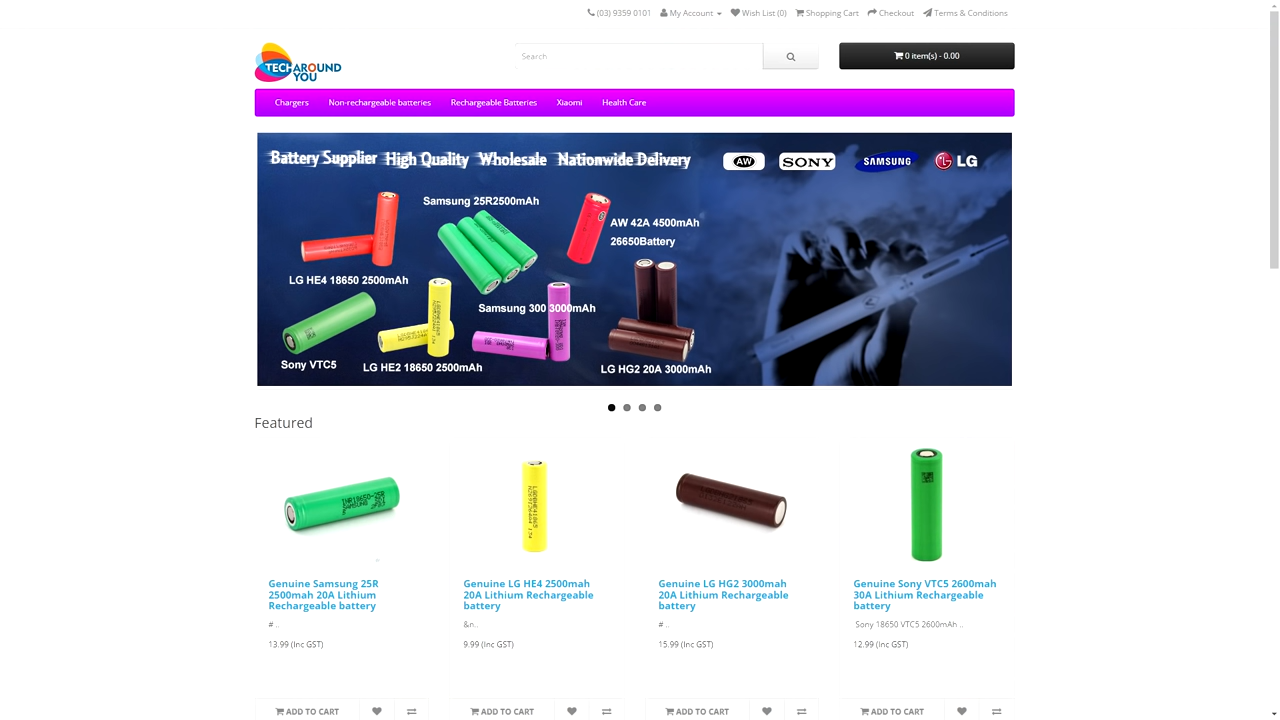 (03) 9359 0101 My Account Wish List (0) Shopping Cart Checkout Terms & Conditions
TECHAROUND
YOU
Search
0 item(s) - 0.00
Chargers Non-rechargeable batteries Rechargeable Batteries Xiaomi Health Care
Battery Supplier High Quality Wholesale Nationwide Delivery
AW SONY SAMSUNG LG
Samsung 25R2500mAh
AW 42A 4500mAh
26650Battery
LG HE4 18650 2500mAh
Samsung 300 3000mAh
Sony VTC5
LG HE2 18650 2500mAh
LG HG2 20A 3000mAh
Featured
INR18650-25R
SAMSUNG SDI
Genuine Samsung 25R
2500mah 20A Lithium
Rechargeable battery
# ..
13.99 (Inc GST)
ADD TO CART
Genuine LG HE4 2500mah
20A Lithium Rechargeable
battery
&n..
9.99 (Inc GST)
ADD TO CART
Genuine LG HG2 3000mah
20A Lithium Rechargeable
battery
# ..
15.99 (Inc GST)
ADD TO CART
Genuine Sony VTC5 2600mah
30A Lithium Rechargeable
battery
Sony 18650 VTC5 2600mAh ..
12.99 (Inc GST)
ADD TO CART